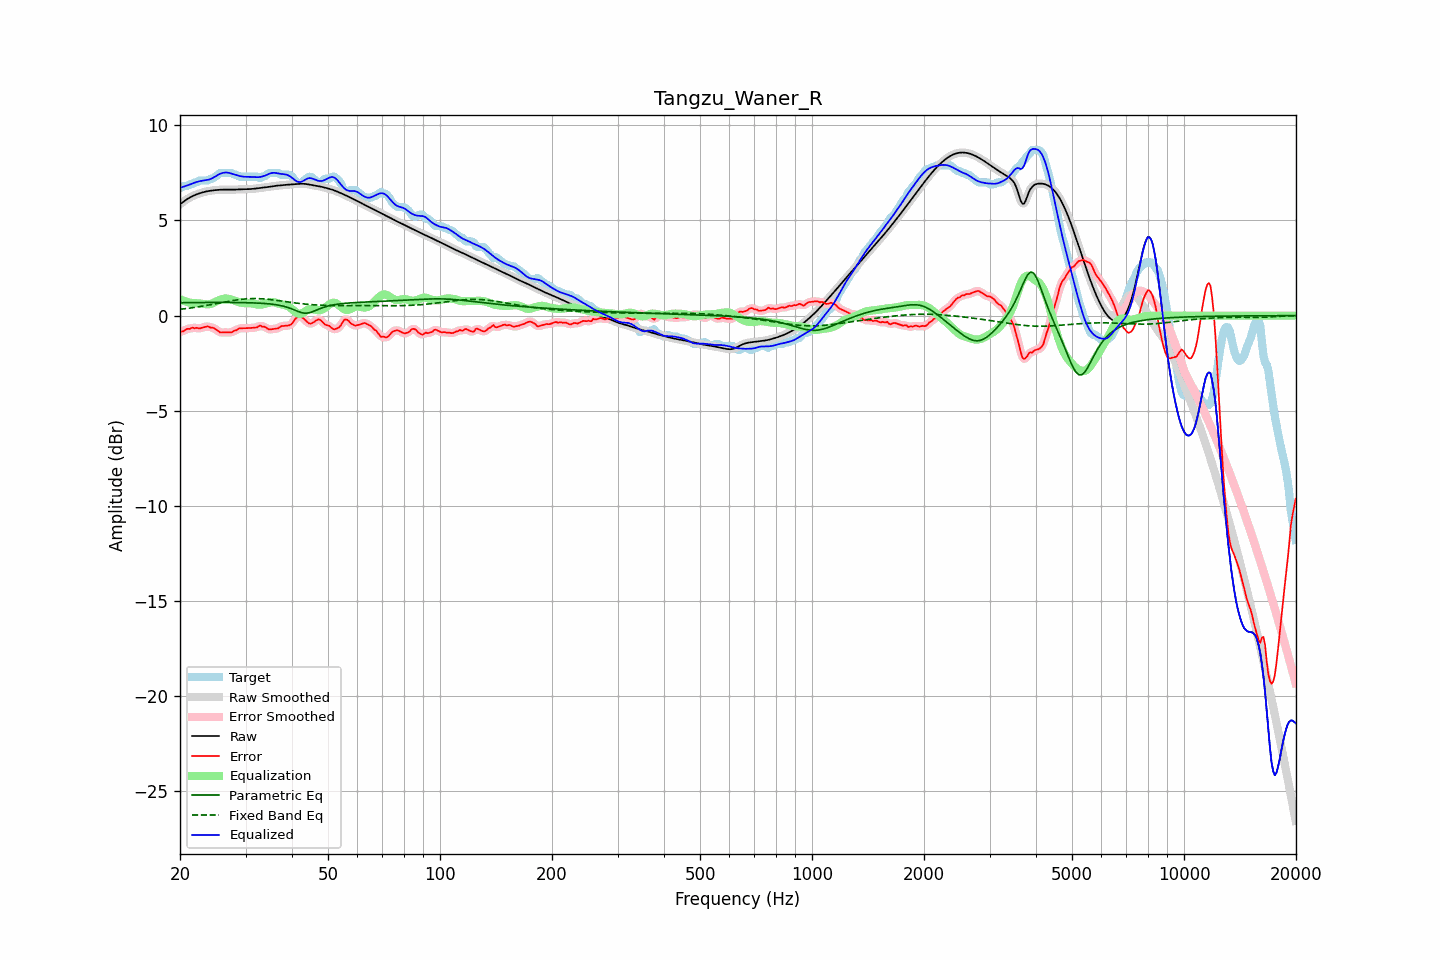 Tangzu_Waner_R
10
5
0
−5
−10
−15
−20
−25
Amplitude (dBr)
Target
Raw Smoothed
Error Smoothed
Raw
Error
Equalization
Parametric Eq
Fixed Band Eq
Equalized
20
50
100
200
500
1000
2000
5000
10000
20000
Frequency (Hz)